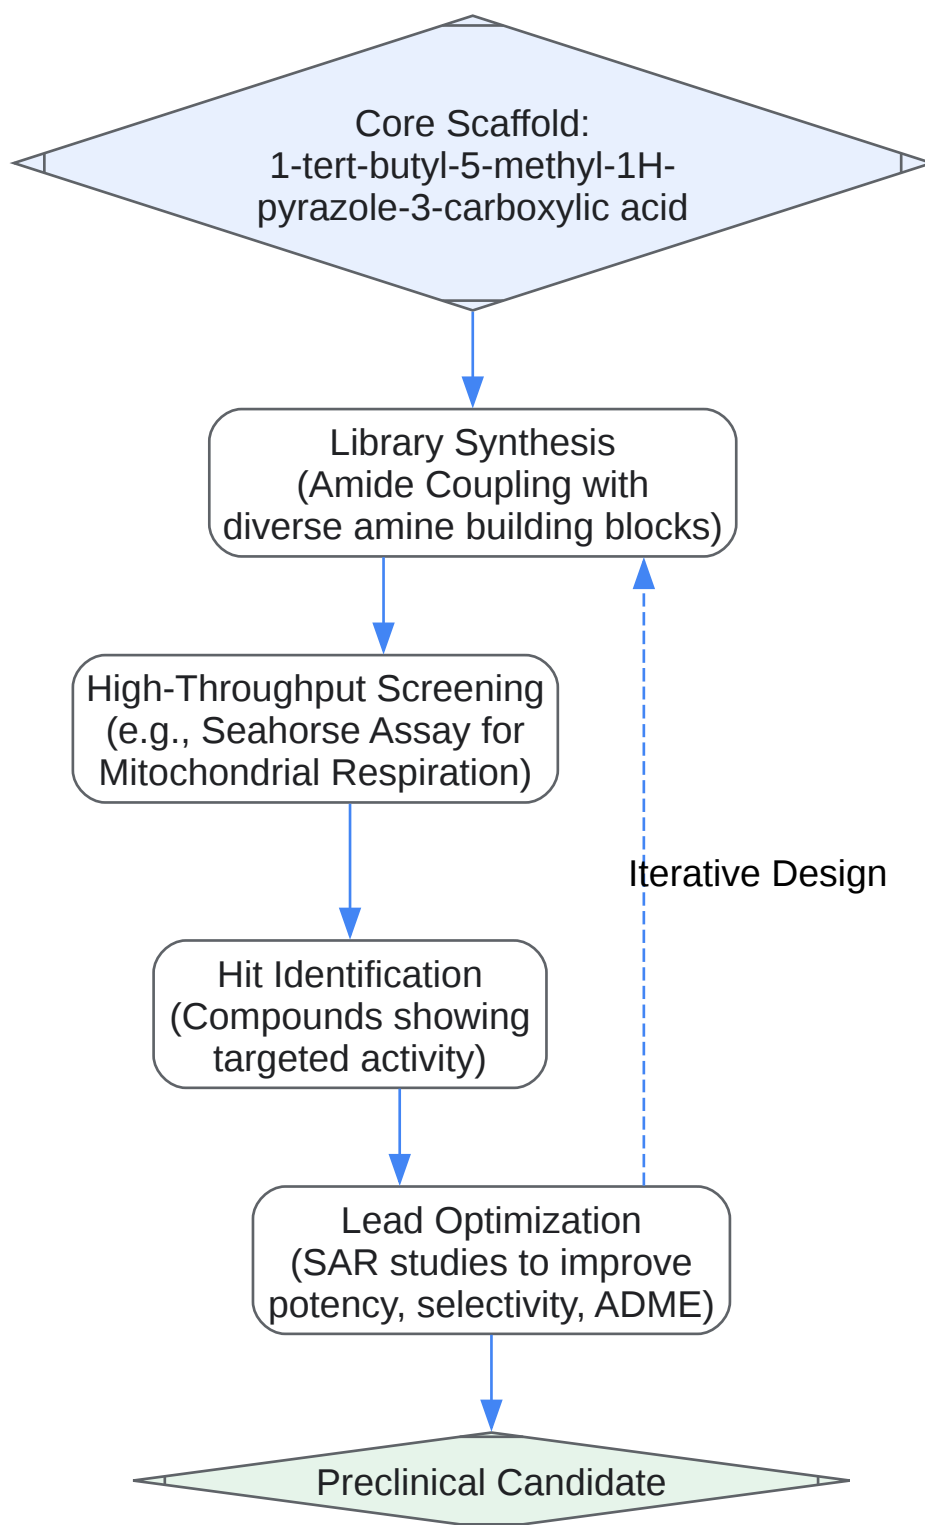 Core Scaffold:
1-tert-butyl-5-methyl-1H-
pyrazole-3-carboxylic acid
Library Synthesis
(Amide Coupling with
diverse amine building blocks)
High-Throughput Screening
(e.g., Seahorse Assay for
Mitochondrial Respiration)
Iterative Design
Hit Identification
(Compounds showing
targeted activity)
Lead Optimization
(SAR studies to improve
potency, selectivity, ADME)
Preclinical Candidate